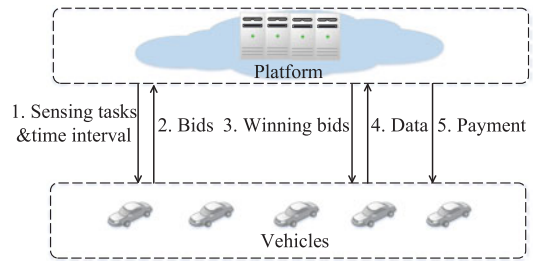 Platform
1. Sensing tasks
&time interval
2. Bids
3. Winning bids
4. Data
5. Payment
Vehicles